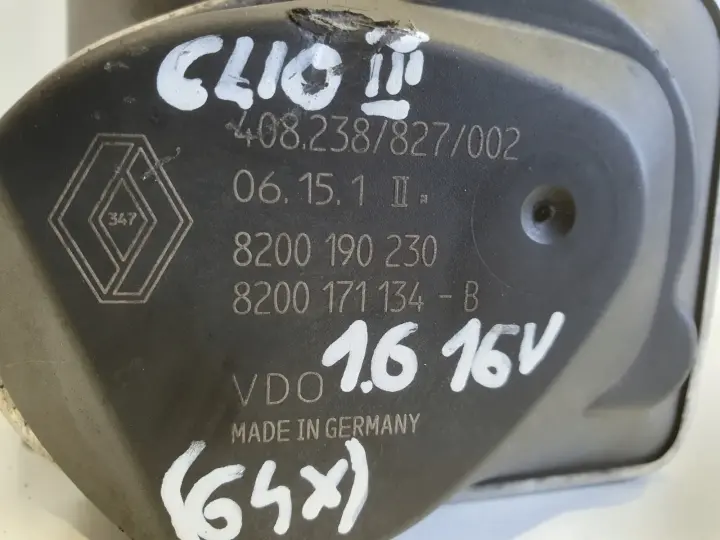 CLIO III
408.238/827/002
06.15.1 II
347
8200 190 230
8200 171 134 - B
1.6 16V
VDO
MADE IN GERMANY
(64x)